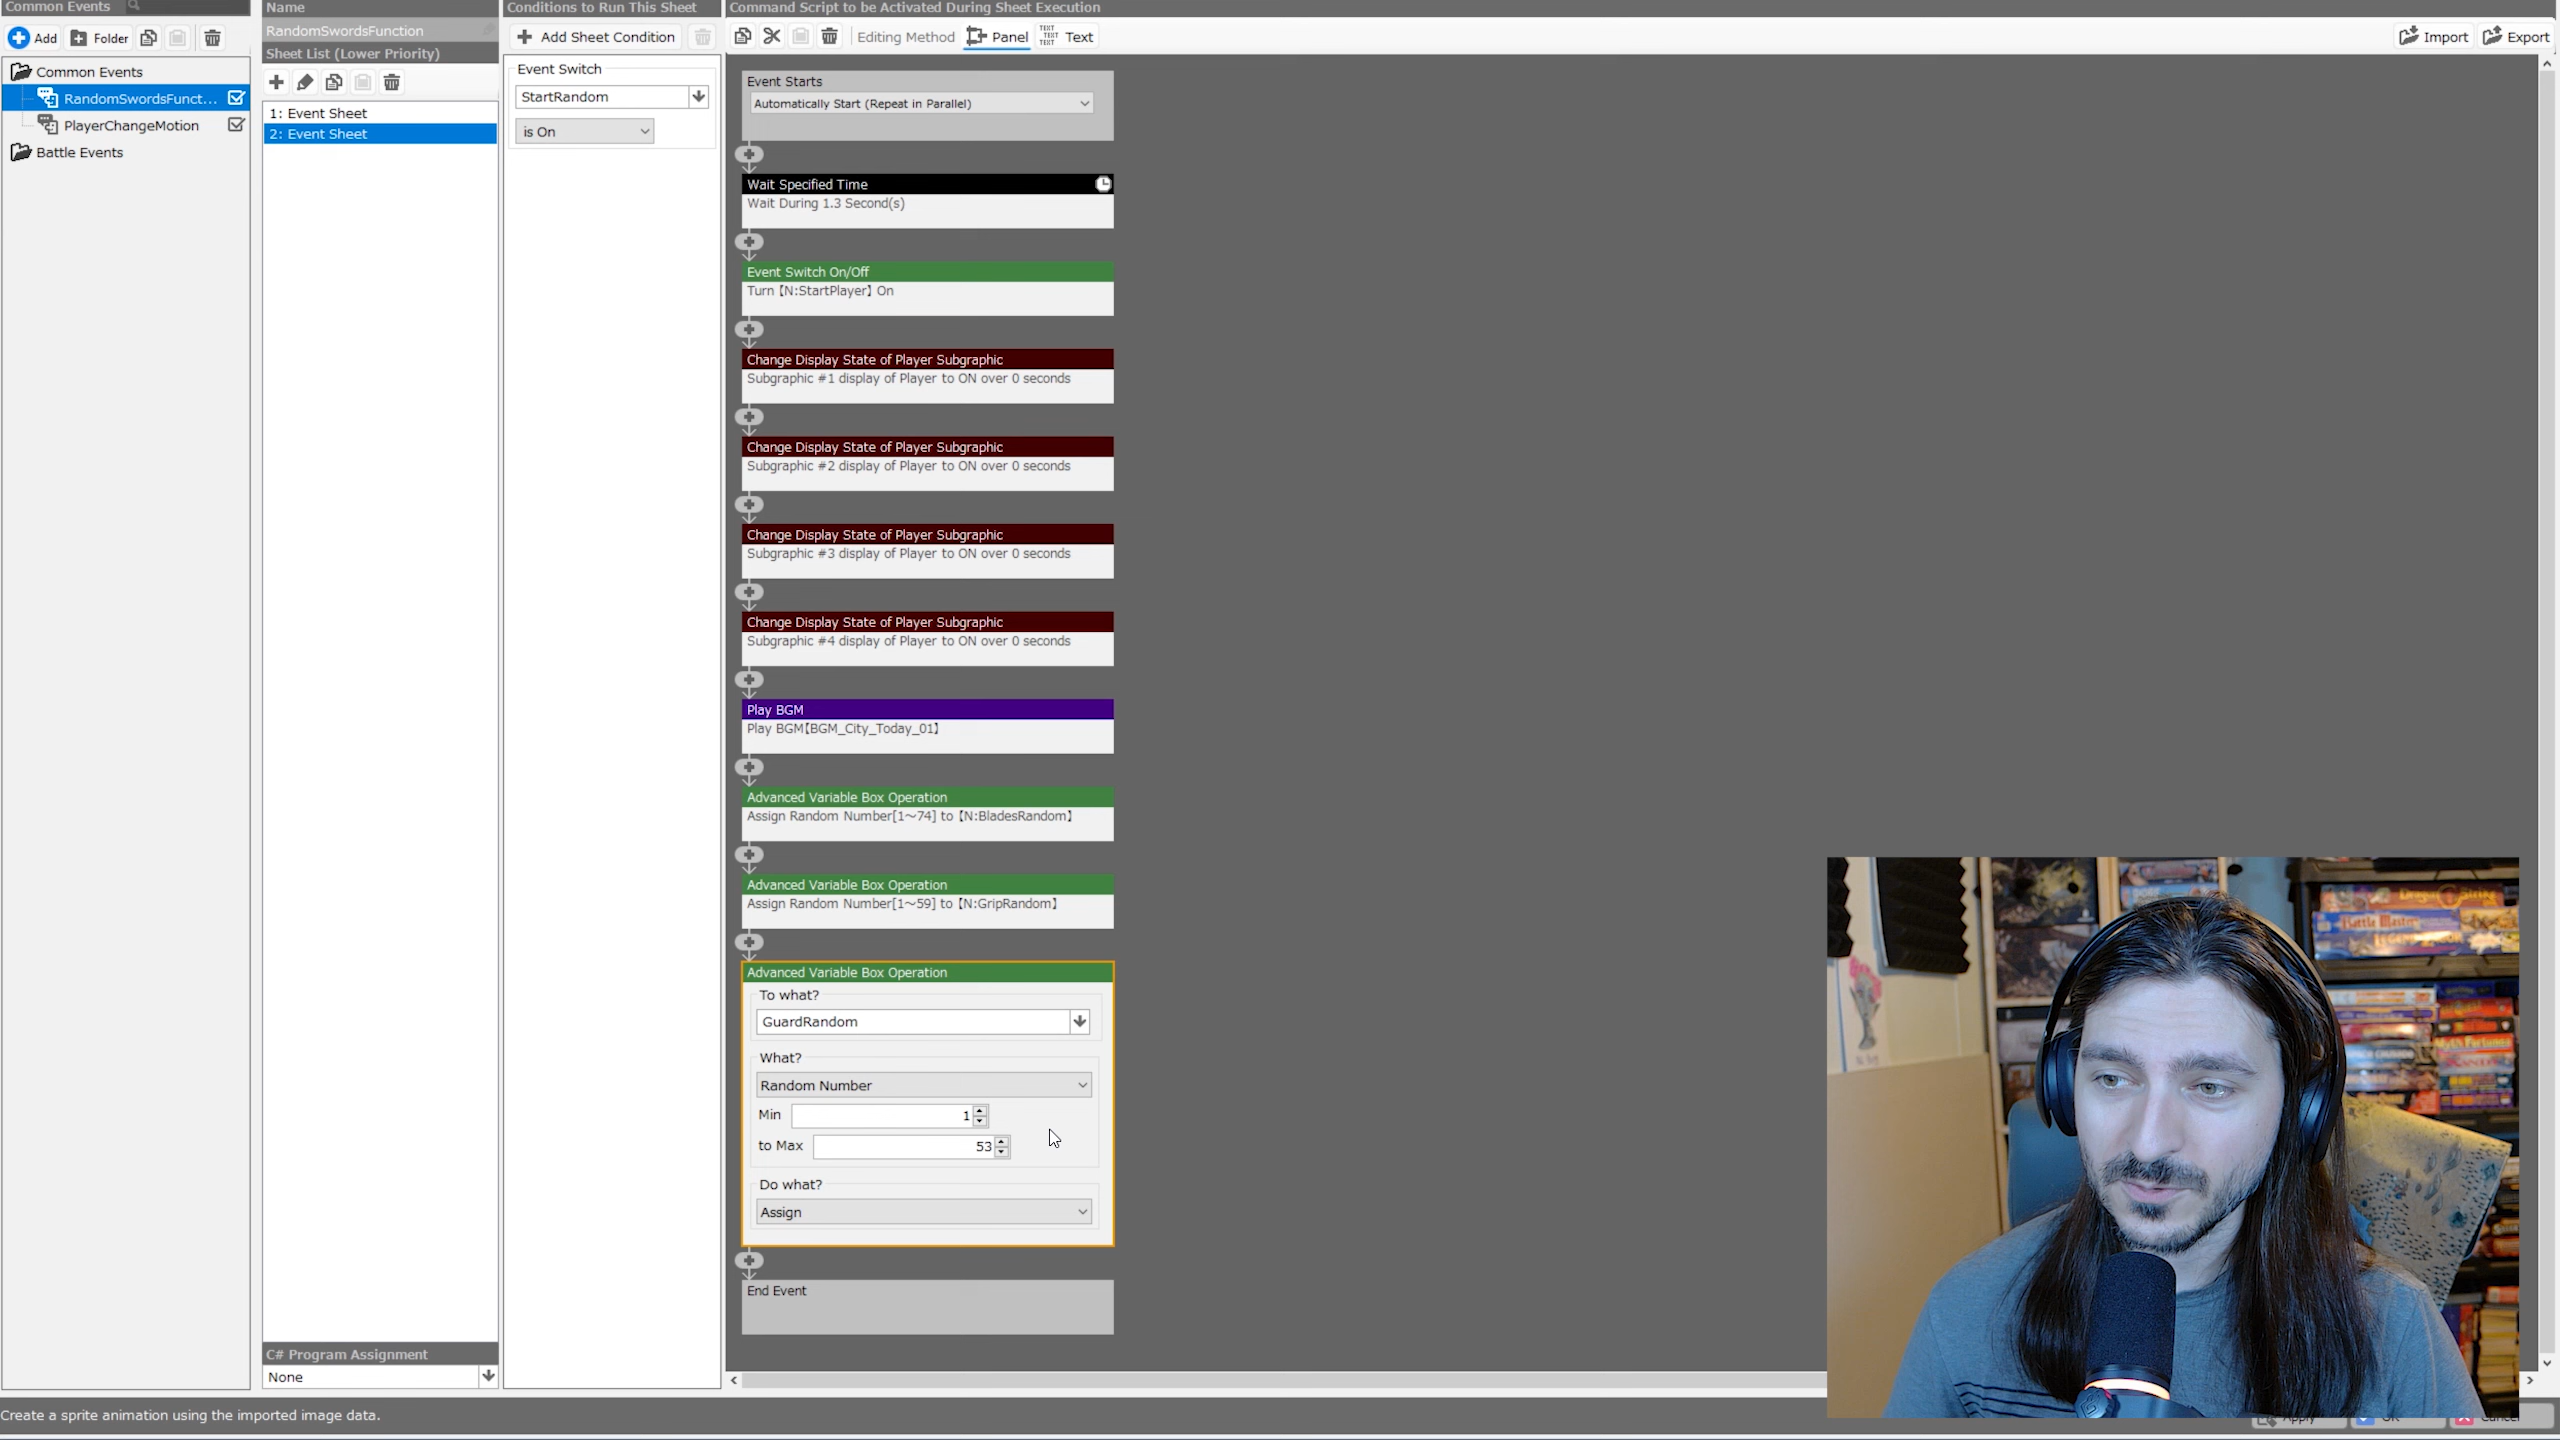 Common Events
Add
Folder
Common Events
RandomSwordsFunct...
PlayerChangeMotion
Battle Events
Name
RandomSwordsFunction
Sheet List (Lower Priority)
1: Event Sheet
2: Event Sheet
C# Program Assignment
None
Conditions to Run This Sheet
Add Sheet Condition
Event Switch
StartRandom
is On
Command Script to be Activated During Sheet Execution
Editing Method
Panel
TEXT
TEXT
TEXT
Text
Import
Export
Event Starts
Automatically Start (Repeat in Parallel)
Wait Specified Time
Wait During 1.3 Second(s)
Event Switch On/Off
Turn【N:StartPlayer】On
Change Display State of Player Subgraphic
Subgraphic #1 display of Player to ON over 0 seconds
Change Display State of Player Subgraphic
Subgraphic #2 display of Player to ON over 0 seconds
Change Display State of Player Subgraphic
Subgraphic #3 display of Player to ON over 0 seconds
Change Display State of Player Subgraphic
Subgraphic #4 display of Player to ON over 0 seconds
Play BGM
Play BGM【BGM_City_Today_01】
Advanced Variable Box Operation
Assign Random Number[1～74] to【N:BladesRandom】
Advanced Variable Box Operation
Assign Random Number[1～59] to【N:GripRandom】
Advanced Variable Box Operation
To what?
GuardRandom
What?
Random Number
Min 1
to Max 53
Do what?
Assign
End Event
Create a sprite animation using the imported image data.
Dragon Strike
Battle Masters